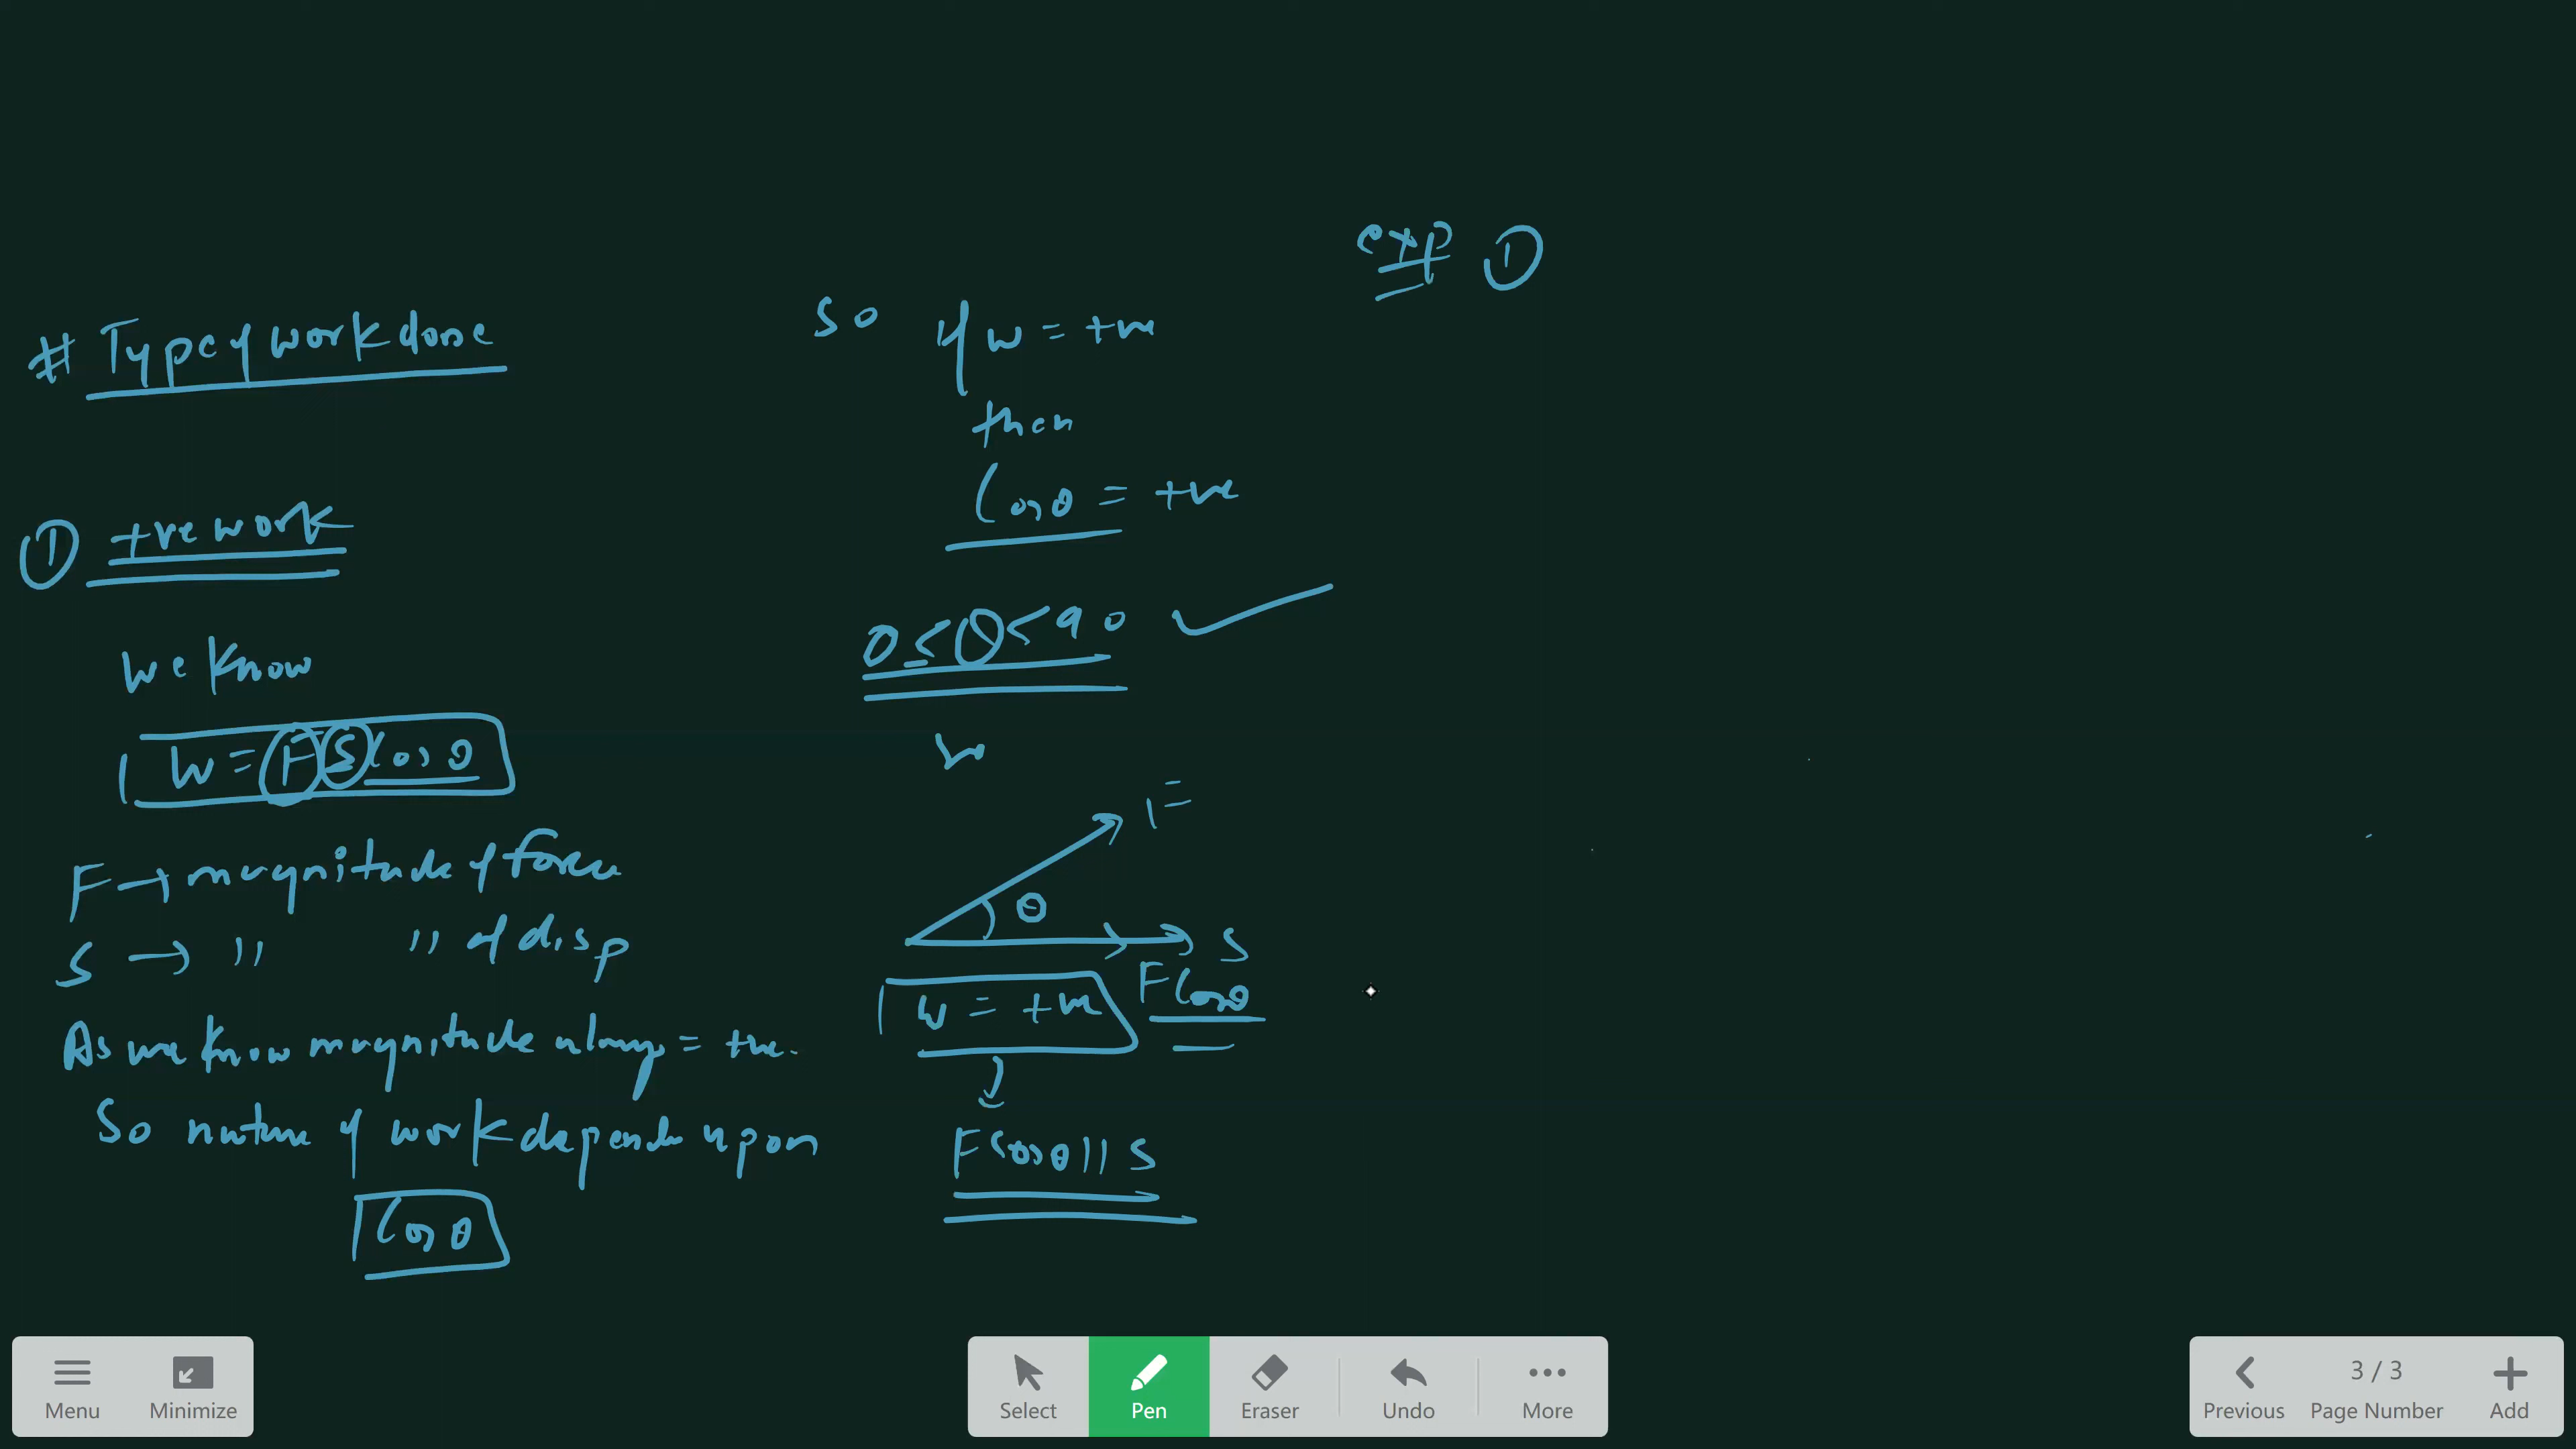 # Type of work done
① +ve work
We know
W = F S Cos θ
F → magnitude of force
S → " " of disp
As we know magnitude always = +ve.
So nature of work depends upon
Cos θ
So if w = +ve
then
Cos θ = +ve
0 ≤ θ < 90
F
θ
S
F Cos θ
w = +ve
F Cos θ || S
exp ①
Menu
Minimize
Select
Pen
Eraser
Undo
More
Previous
3 / 3
Page Number
Add